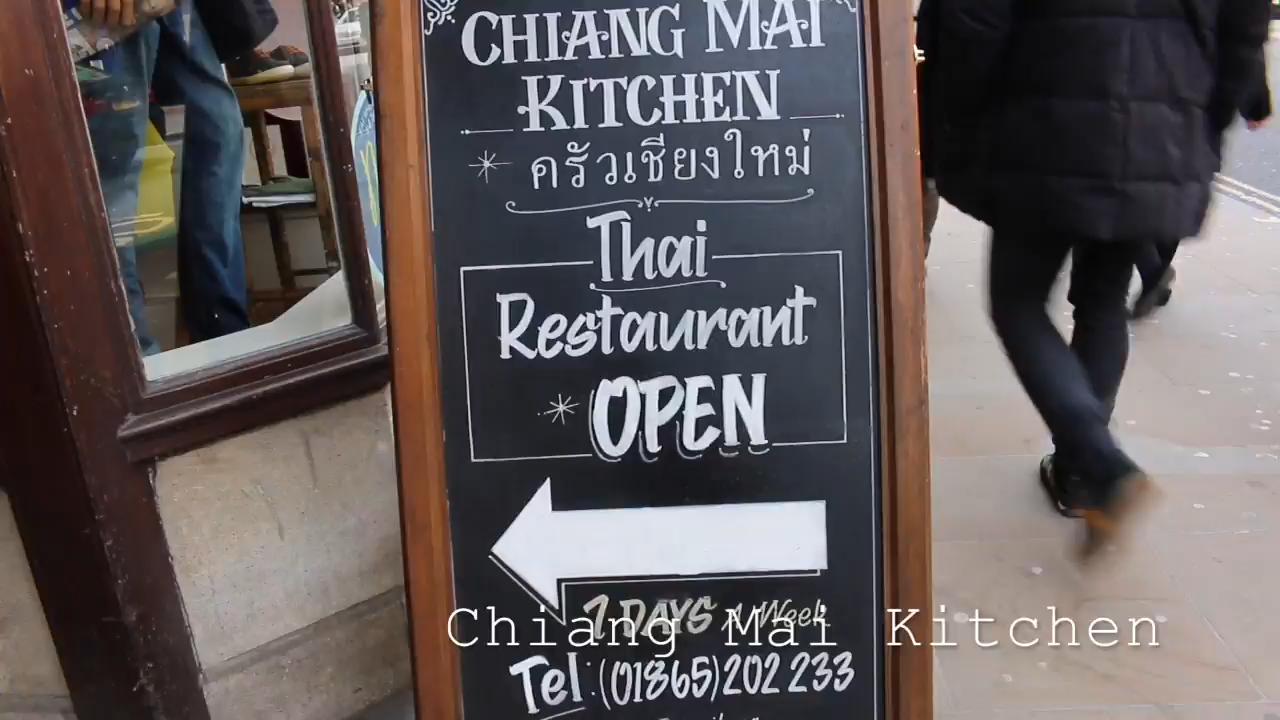 CHIANG MAI
KITCHEN
ครัวเชียงใหม่
Thai
Restaurant
OPEN
7 DAYS A Week
Chiang Mai Kitchen
Tel: (01865) 202 233